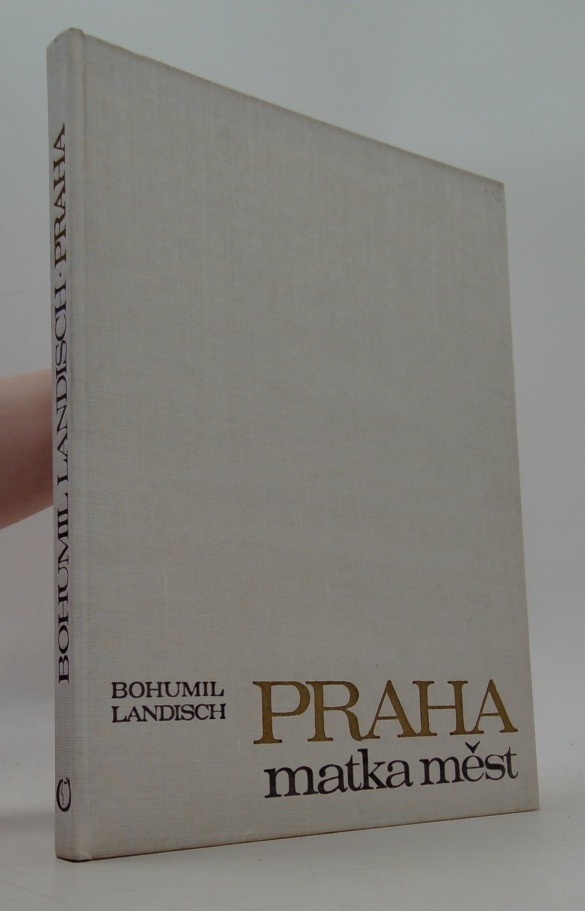 BOHUMIL LANDISCH · PRAHA
BOHUMIL
LANDISCH
PRAHA
matka měst